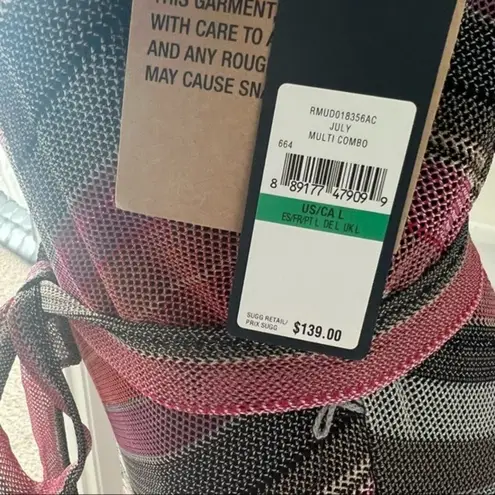 THIS GARMENT
WITH CARE TO
AND ANY ROUG
MAY CAUSE SNA
RMUD018356AC
JULY
MULTI COMBO
664
8 89177 47909 9
US/CA L
ES/FR/PT L DE L UK L
SUGG RETAIL/
PRIX SUGG
$139.00